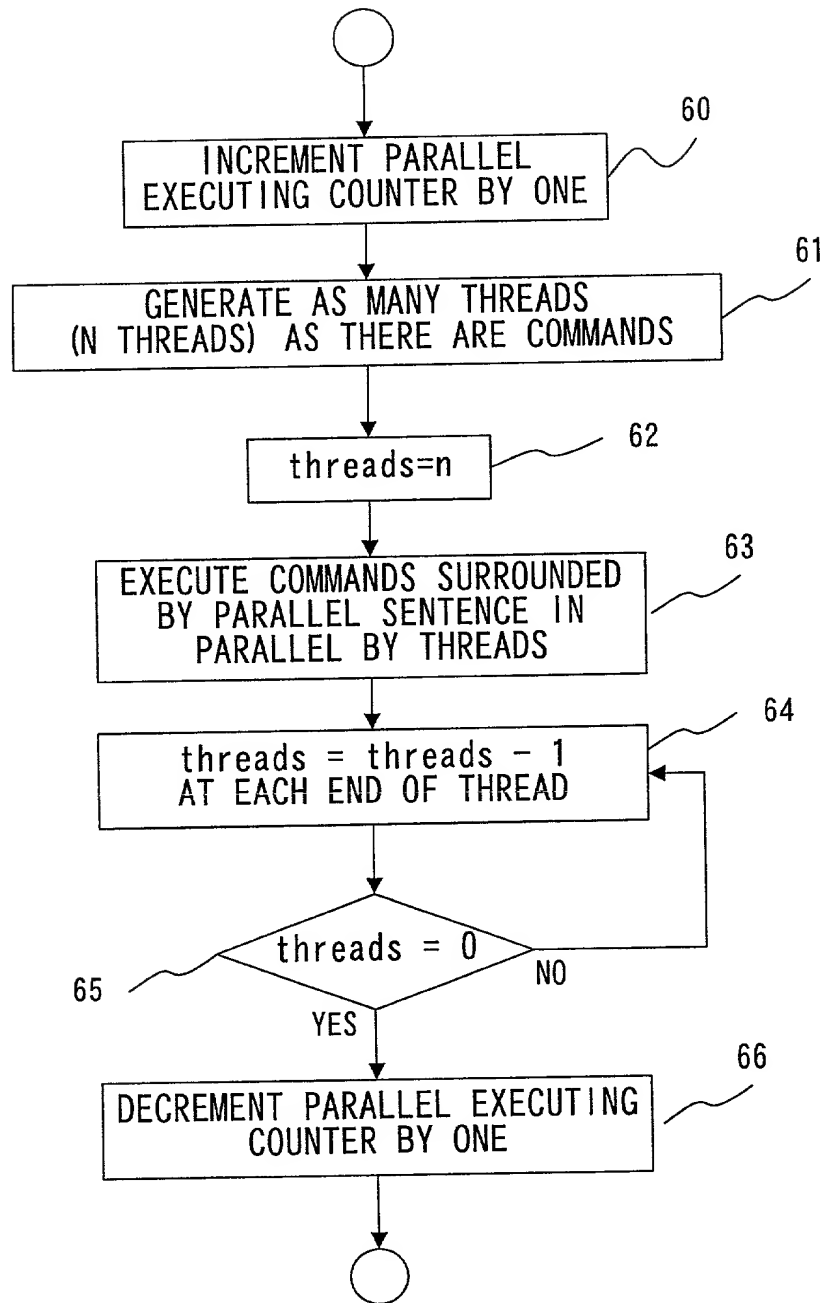 60
INCREMENT PARALLEL
EXECUTING COUNTER BY ONE
61
GENERATE AS MANY THREADS
(N THREADS) AS THERE ARE COMMANDS
62
threads=n
63
EXECUTE COMMANDS SURROUNDED
BY PARALLEL SENTENCE IN
PARALLEL BY THREADS
64
threads = threads - 1
AT EACH END OF THREAD
threads = 0
65
NO
YES
66
DECREMENT PARALLEL EXECUTING
COUNTER BY ONE